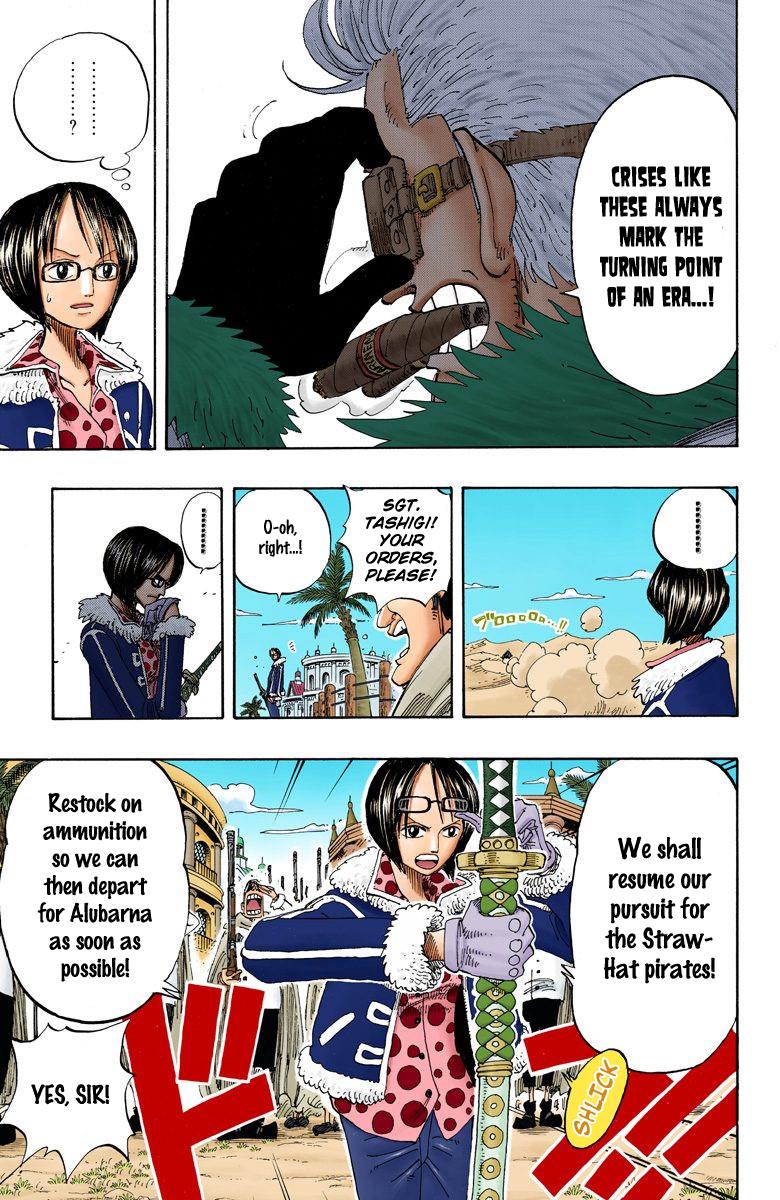 CRISES LIKE
THESE ALWAYS
MARK THE
TURNING POINT
OF AN ERA...!
..........?
..........
SGT.
TASHIGI!
YOUR
ORDERS,
PLEASE!
O-oh,
right...!
..........
We shall
resume our
pursuit for
the Straw-
Hat pirates!
SHLICK
Restock on
ammunition
so we can
then depart
for Alubarna
as soon as
possible!
ドン!!
YES, SIR!